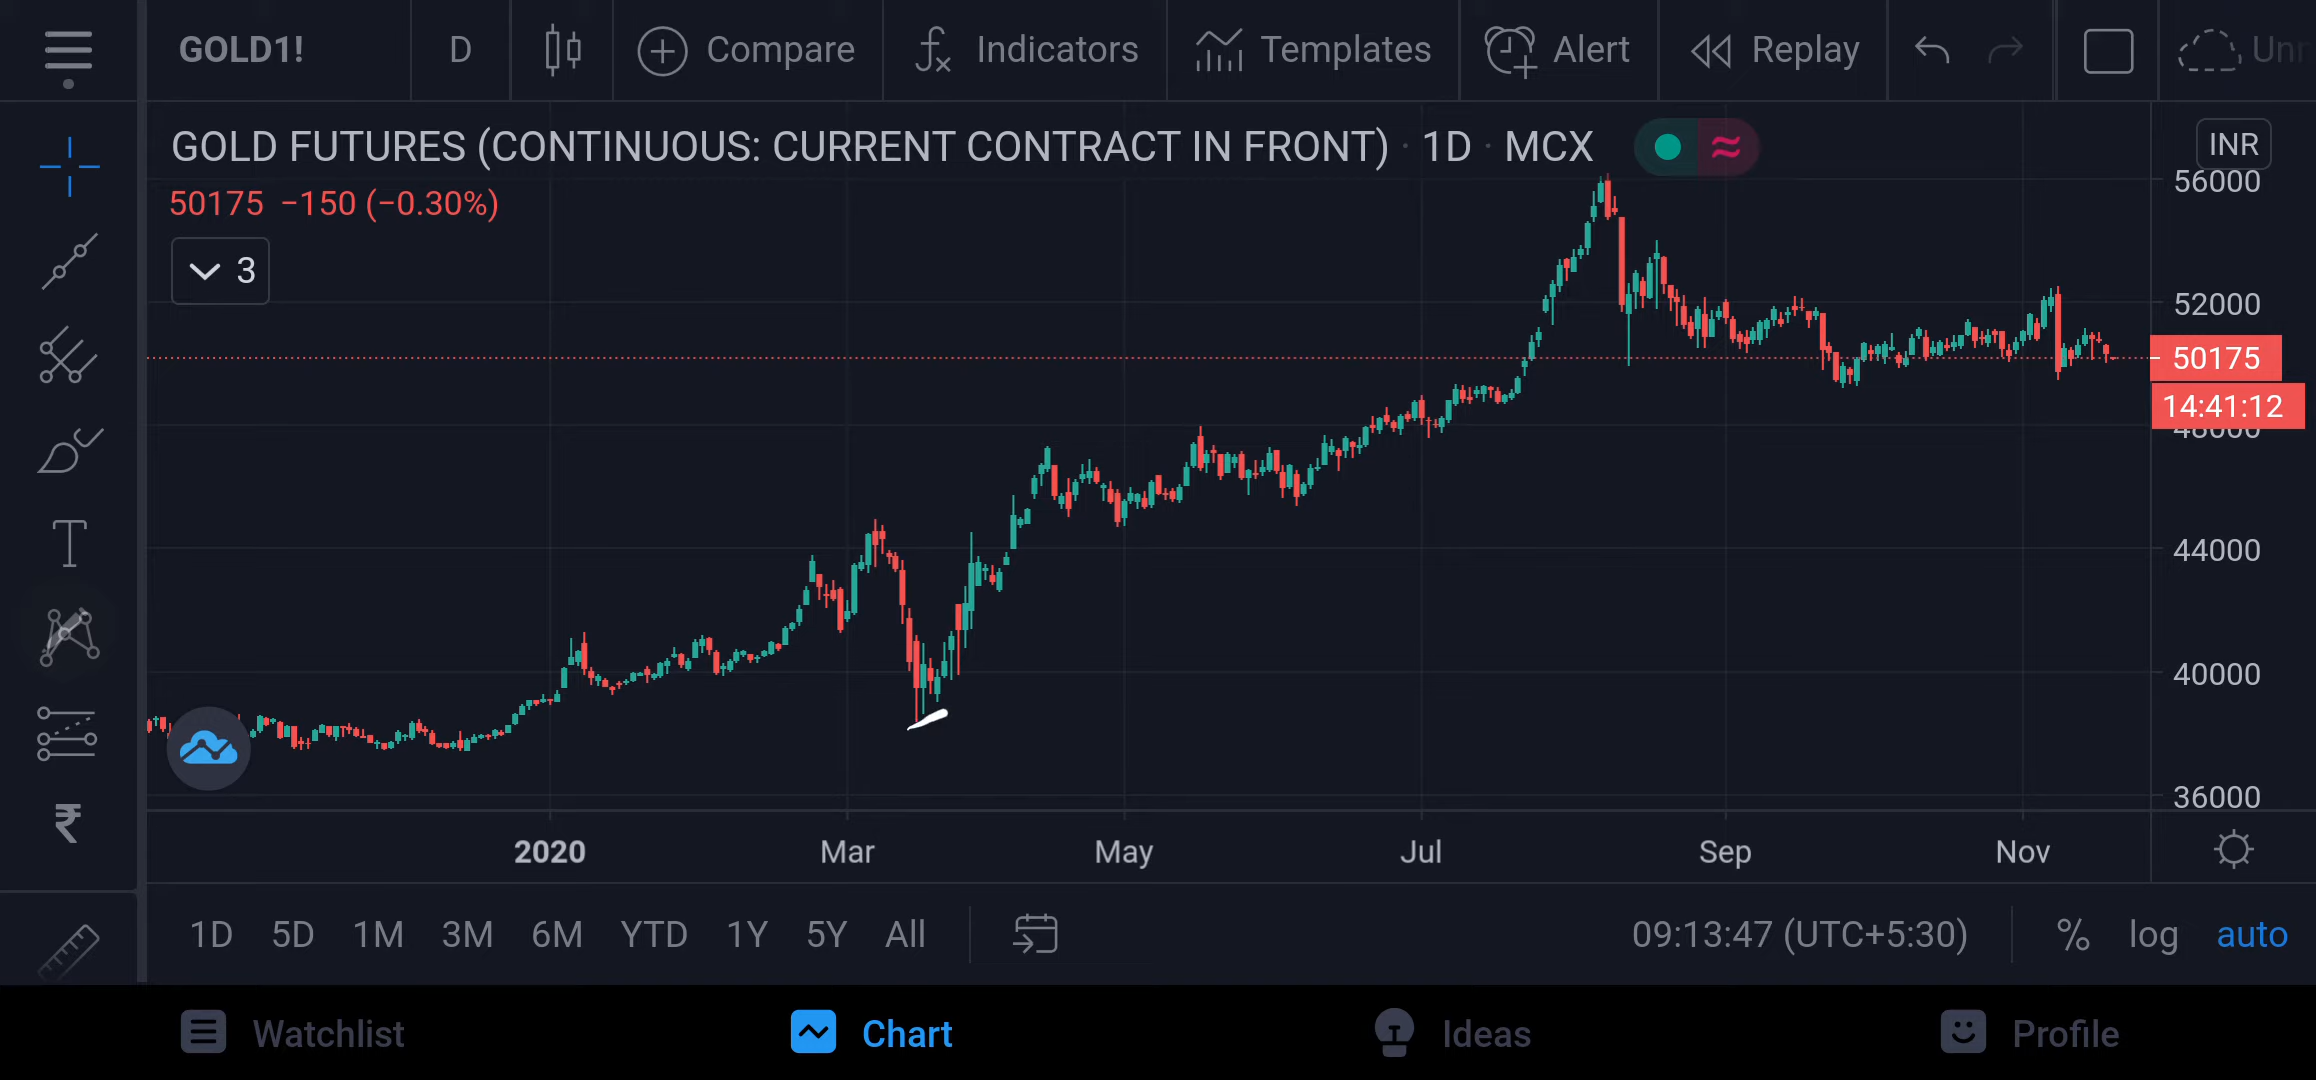 GOLD1! D Compare Indicators Templates Alert Replay
GOLD FUTURES (CONTINUOUS: CURRENT CONTRACT IN FRONT) · 1D · MCX INR
50175 −150 (−0.30%)
3
56000
52000
50175
14:41:12
48000
44000
40000
36000
2020 Mar May Jul Sep Nov
1D 5D 1M 3M 6M YTD 1Y 5Y All 09:13:47 (UTC+5:30) % log auto
Watchlist Chart Ideas Profile